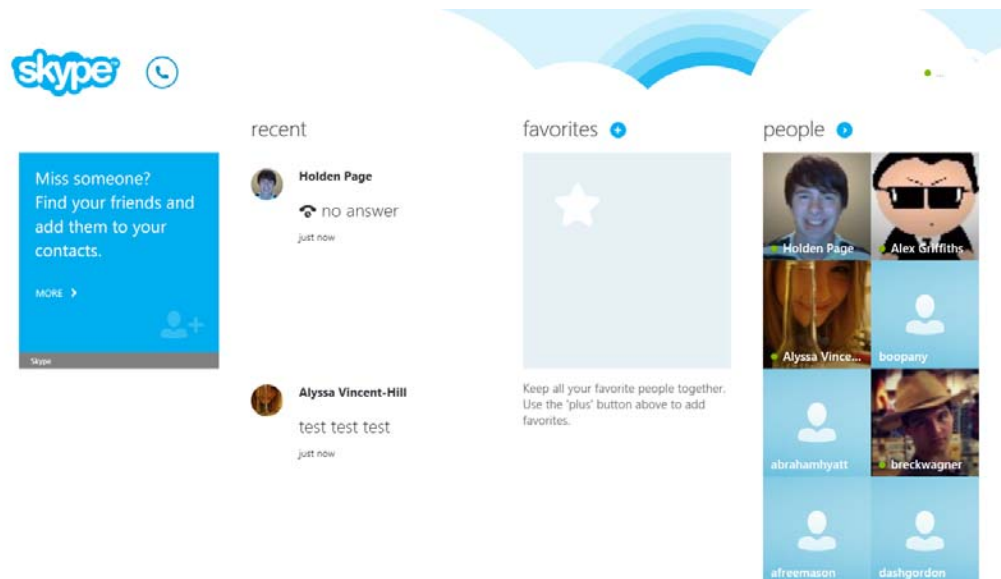 skype
recent
favorites
people
Miss someone?
Find your friends and
add them to your
contacts.
MORE
Skype
Holden Page
no answer
just now
Alyssa Vincent-Hill
test test test
just now
Keep all your favorite people together.
Use the 'plus' button above to add
favorites.
Holden Page
Alex Griffiths
Alyssa Vince...
boopany
abrahamhyatt
breckwagner
afreemason
dashgordon